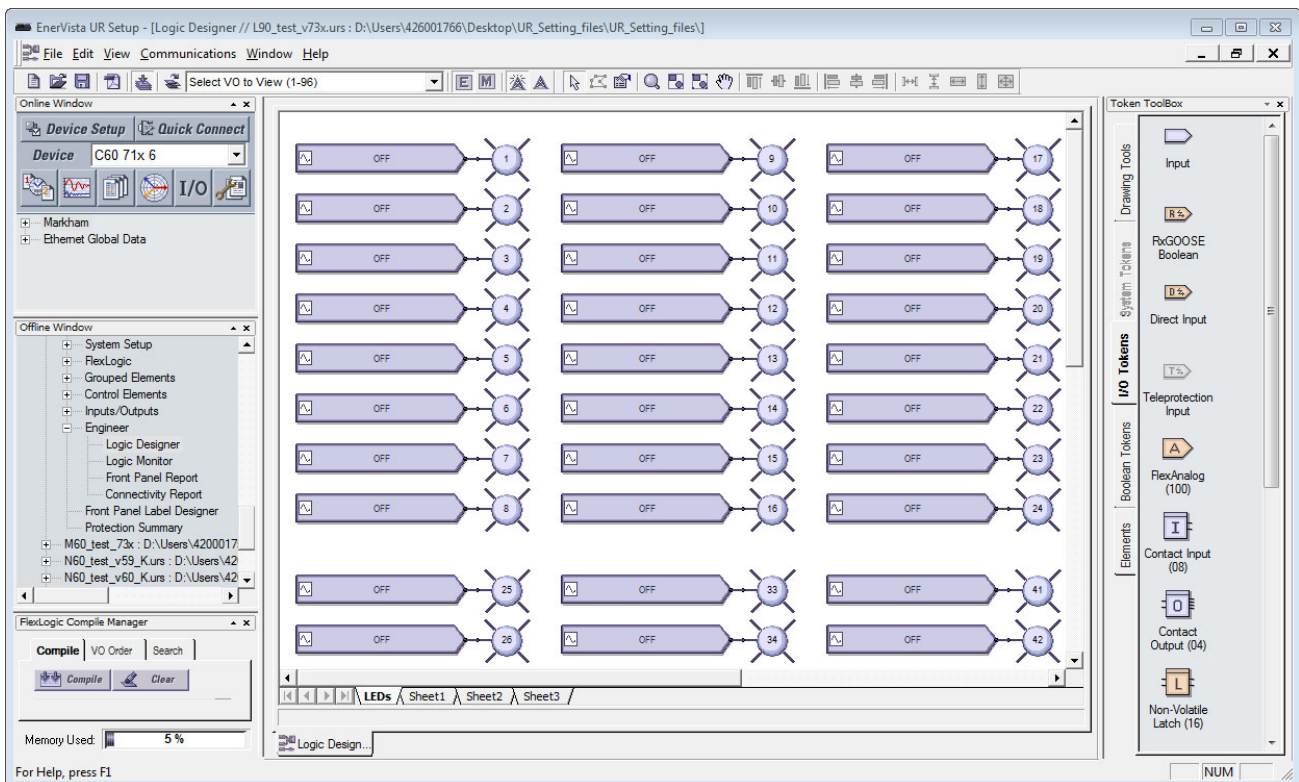 EnerVista UR Setup - [Logic Designer // L90_test_v73x.urs : D:\Users\426001766\Desktop\UR_Setting_files\UR_Setting_files\]
File Edit View Communications Window Help
Select VO to View (1-96)
E M
Online Window
Device Setup Quick Connect
Device C60 71x 6
I/O
Markham
Ethernet Global Data
Offline Window
System Setup
FlexLogic
Grouped Elements
Control Elements
Inputs/Outputs
Engineer
Logic Designer
Logic Monitor
Front Panel Report
Connectivity Report
Front Panel Label Designer
Protection Summary
M60_test_73x : D:\Users\4200017
N60_test_v59_K.urs : D:\Users\42
N60_test_v60_K.urs : D:\Users\42
FlexLogic Compile Manager
Compile VO Order Search
Compile Clear
Memory Used: 5 %
For Help, press F1
OFF 1 OFF 9 OFF 17
OFF 2 OFF 10 OFF 18
OFF 3 OFF 11 OFF 19
OFF 4 OFF 12 OFF 20
OFF 5 OFF 13 OFF 21
OFF 6 OFF 14 OFF 22
OFF 7 OFF 15 OFF 23
OFF 8 OFF 16 OFF 24
OFF 25 OFF 33 OFF 41
OFF 26 OFF 34 OFF 42
LEDs Sheet1 Sheet2 Sheet3
Logic Design...
Token ToolBox
Drawing Tools
System Tokens
I/O Tokens
Boolean Tokens
Elements
Input
R
RxGOOSE
Boolean
D
Direct Input
T
Teleprotection
Input
A
FlexAnalog
(100)
I
Contact Input
(08)
O
Contact
Output (04)
L
Non-Volatile
Latch (16)
NUM